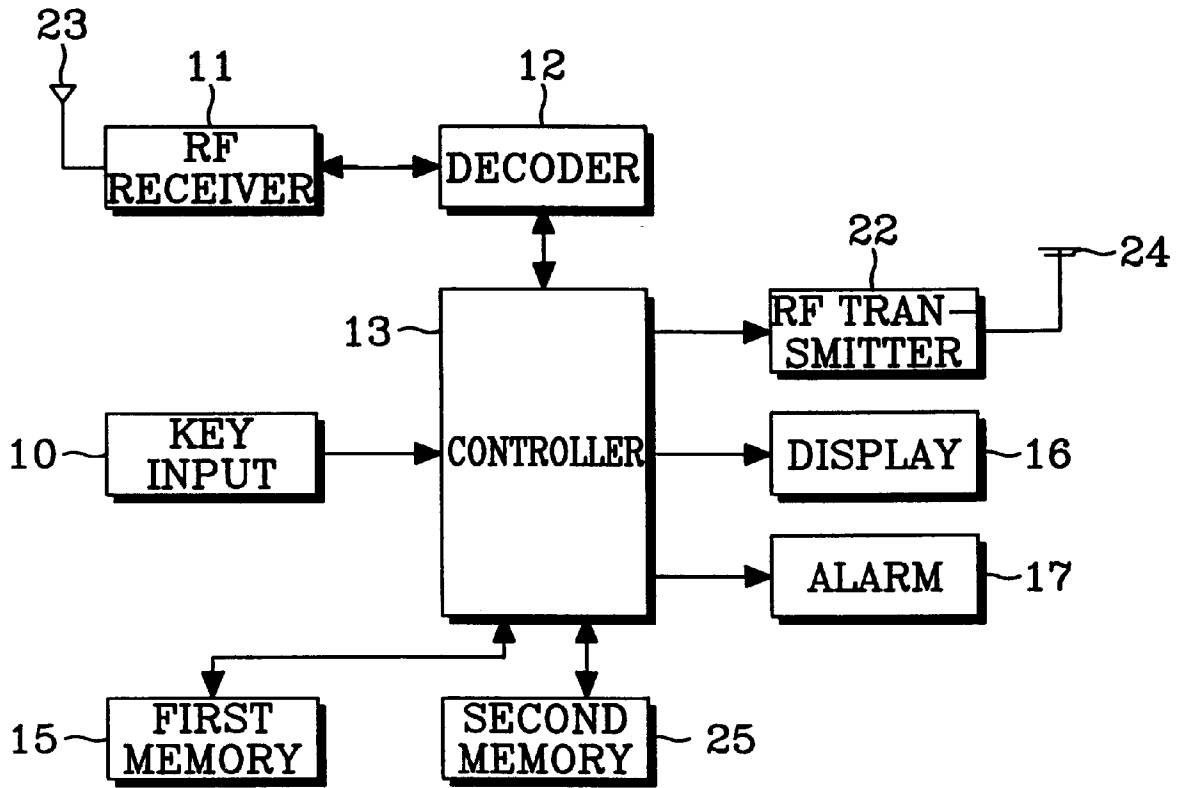 23
11
12
RF
RECEIVER
DECODER
22
24
13
RF TRAN-
SMITTER
10
KEY
INPUT
CONTROLLER
DISPLAY
16
ALARM
17
15
FIRST
MEMORY
SECOND
MEMORY
25